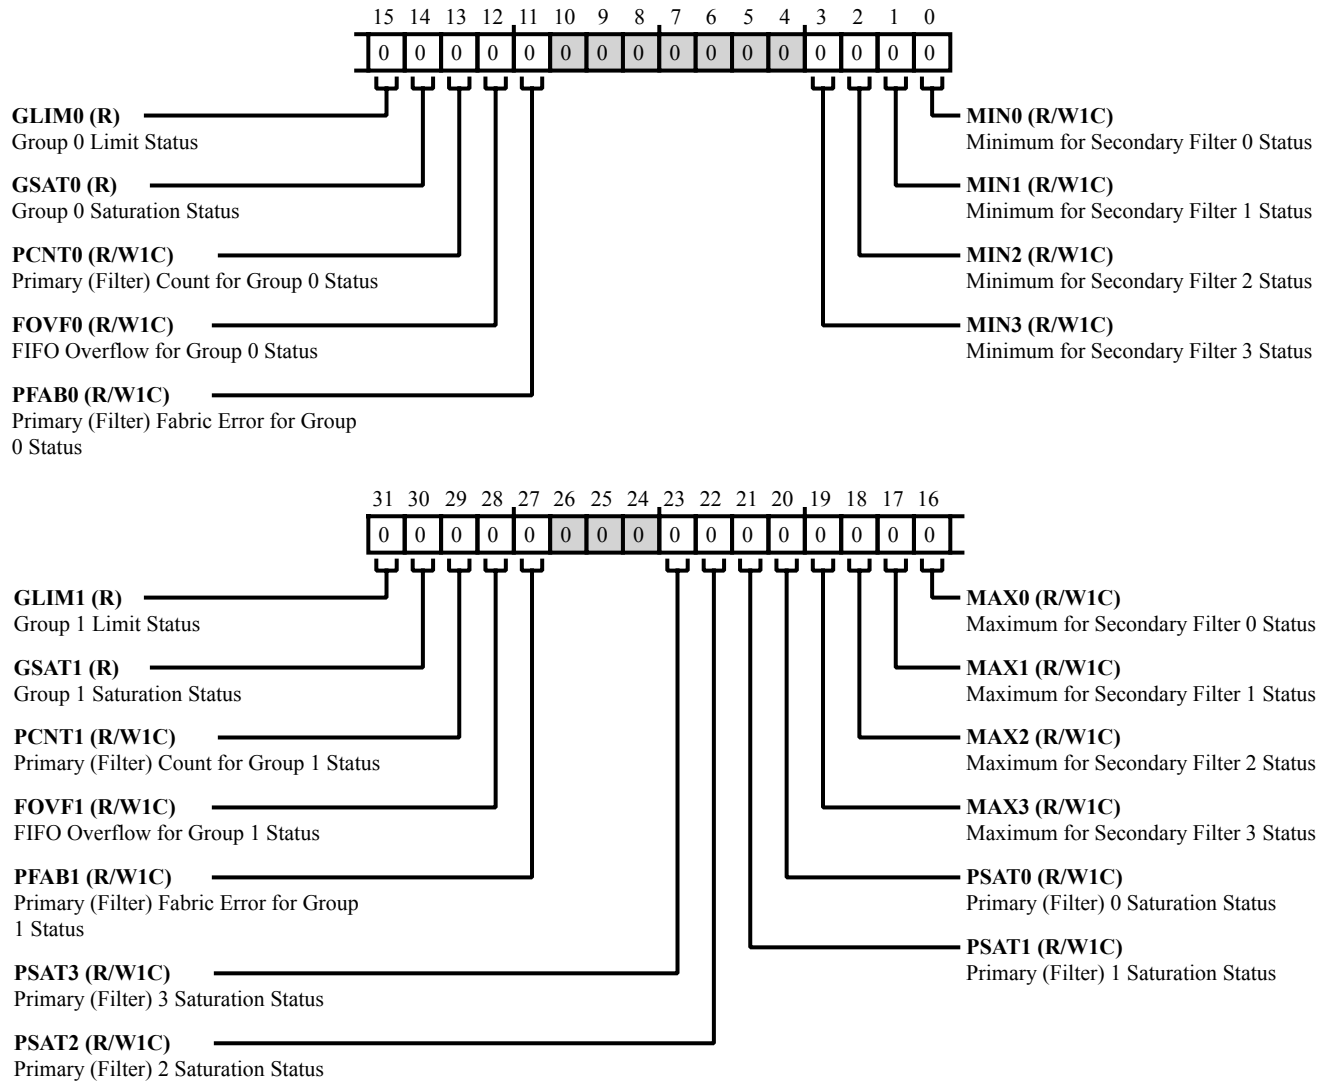 15 14 13 12 11 10 9 8 7 6 5 4 3 2 1 0
0 0 0 0 0 0 0 0 0 0 0 0 0 0 0 0
GLIM0 (R)
Group 0 Limit Status
GSAT0 (R)
Group 0 Saturation Status
PCNT0 (R/W1C)
Primary (Filter) Count for Group 0 Status
FOVF0 (R/W1C)
FIFO Overflow for Group 0 Status
PFAB0 (R/W1C)
Primary (Filter) Fabric Error for Group
0 Status
MIN0 (R/W1C)
Minimum for Secondary Filter 0 Status
MIN1 (R/W1C)
Minimum for Secondary Filter 1 Status
MIN2 (R/W1C)
Minimum for Secondary Filter 2 Status
MIN3 (R/W1C)
Minimum for Secondary Filter 3 Status
31 30 29 28 27 26 25 24 23 22 21 20 19 18 17 16
0 0 0 0 0 0 0 0 0 0 0 0 0 0 0 0
GLIM1 (R)
Group 1 Limit Status
GSAT1 (R)
Group 1 Saturation Status
PCNT1 (R/W1C)
Primary (Filter) Count for Group 1 Status
FOVF1 (R/W1C)
FIFO Overflow for Group 1 Status
PFAB1 (R/W1C)
Primary (Filter) Fabric Error for Group
1 Status
PSAT3 (R/W1C)
Primary (Filter) 3 Saturation Status
PSAT2 (R/W1C)
Primary (Filter) 2 Saturation Status
MAX0 (R/W1C)
Maximum for Secondary Filter 0 Status
MAX1 (R/W1C)
Maximum for Secondary Filter 1 Status
MAX2 (R/W1C)
Maximum for Secondary Filter 2 Status
MAX3 (R/W1C)
Maximum for Secondary Filter 3 Status
PSAT0 (R/W1C)
Primary (Filter) 0 Saturation Status
PSAT1 (R/W1C)
Primary (Filter) 1 Saturation Status